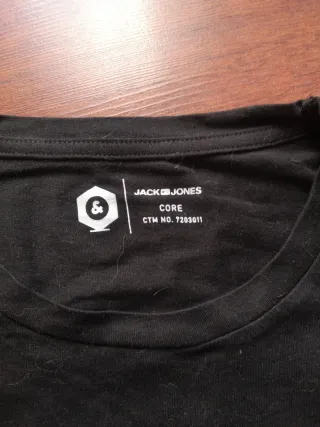 &
JACK & JONES
CORE
CTM NO. 7203011